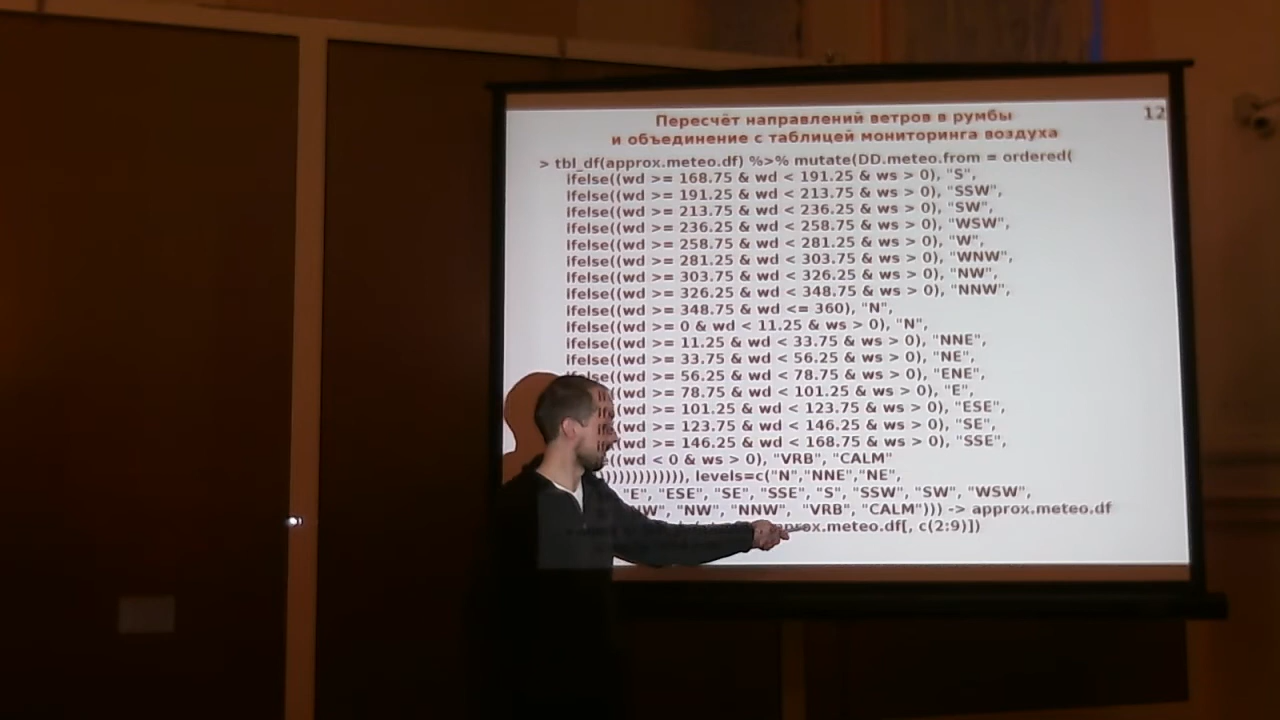 12
Пересчёт направлений ветров в румбы
и объединение с таблицей мониторинга воздуха
> tbl_df(approx.meteo.df) %>% mutate(DD.meteo.from = ordered(
ifelse((wd >= 168.75 & wd < 191.25 & ws > 0), "S",
ifelse((wd >= 191.25 & wd < 213.75 & ws > 0), "SSW",
ifelse((wd >= 213.75 & wd < 236.25 & ws > 0), "SW",
ifelse((wd >= 236.25 & wd < 258.75 & ws > 0), "WSW",
ifelse((wd >= 258.75 & wd < 281.25 & ws > 0), "W",
ifelse((wd >= 281.25 & wd < 303.75 & ws > 0), "WNW",
ifelse((wd >= 303.75 & wd < 326.25 & ws > 0), "NW",
ifelse((wd >= 326.25 & wd < 348.75 & ws > 0), "NNW",
ifelse((wd >= 348.75 & wd <= 360), "N",
ifelse((wd >= 0 & wd < 11.25 & ws > 0), "N",
ifelse((wd >= 11.25 & wd < 33.75 & ws > 0), "NNE",
ifelse((wd >= 33.75 & wd < 56.25 & ws > 0), "NE",
ifelse((wd >= 56.25 & wd < 78.75 & ws > 0), "ENE",
((wd >= 78.75 & wd < 101.25 & ws > 0), "E",
((wd >= 101.25 & wd < 123.75 & ws > 0), "ESE",
((wd >= 123.75 & wd < 146.25 & ws > 0), "SE",
((wd >= 146.25 & wd < 168.75 & ws > 0), "SSE",
((wd < 0 & ws > 0), "VRB", "CALM"
)))))))))))))), levels=c("N","NNE","NE",
"E", "ESE", "SE", "SSE", "S", "SSW", "SW", "WSW",
"NW", "NNW", "VRB", "CALM"))) -> approx.meteo.df
approx.meteo.df[, c(2:9)])